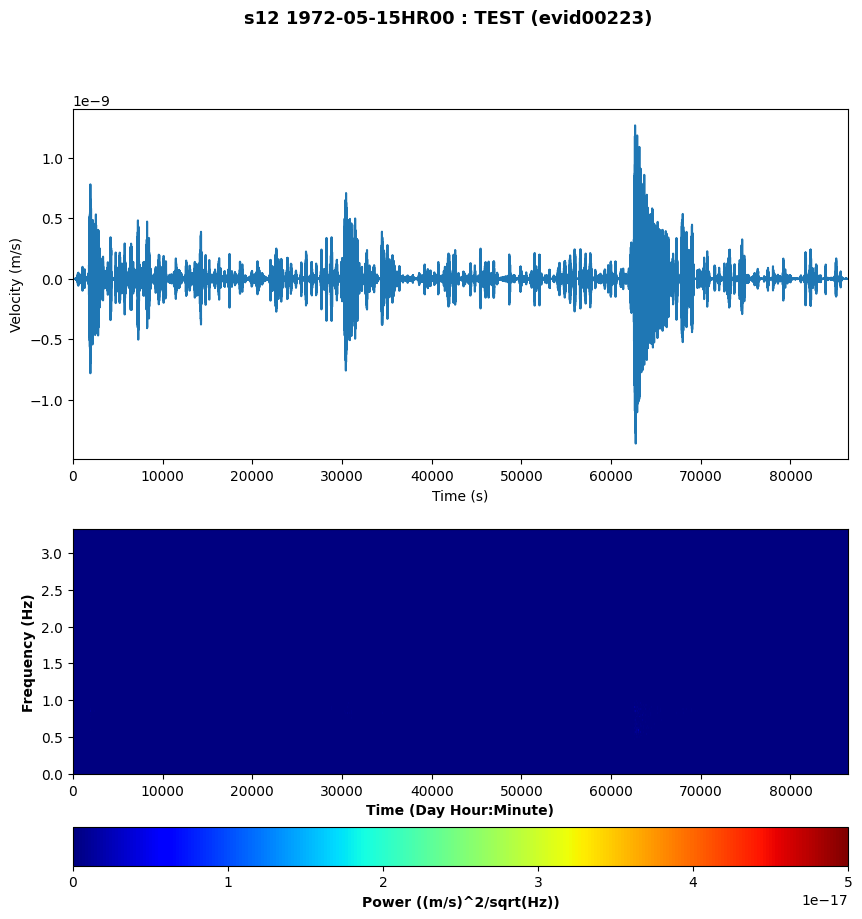 s12 1972-05-15HR00 : TEST (evid00223)
1e−9
1.0
0.5
0.0
−0.5
−1.0
Velocity (m/s)
0 10000 20000 30000 40000 50000 60000 70000 80000
Time (s)
3.0
2.5
2.0
1.5
1.0
0.5
0.0
Frequency (Hz)
0 10000 20000 30000 40000 50000 60000 70000 80000
Time (Day Hour:Minute)
0 1 2 3 4 5
1e−17
Power ((m/s)^2/sqrt(Hz))